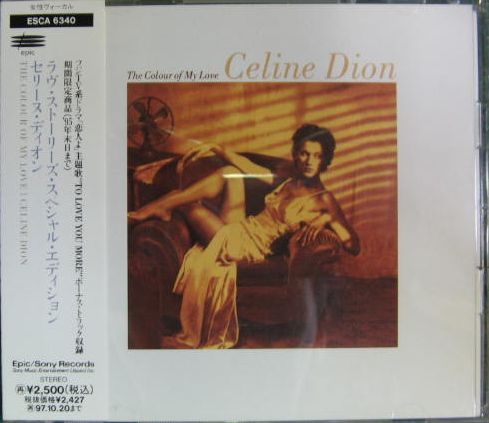 女性ヴォーカル
ESCA 6340
epic
ラヴ・ストーリーズ・スペシャル・エディション
セリーヌ・ディオン
THE COLOUR OF MY LOVE / CELINE DION
フジTV系ドラマ「恋人よ」主題歌、"TO LOVE YOU MORE"、ボーナス・トラック収録
期間限定商品('95年末日まで)
Epic/Sony Records
Sony Music Entertainment (Japan) Inc.
STEREO
再¥2,500(税込)
税抜価格¥2,427
再97.10.20まで
The Colour of My Love Celine Dion